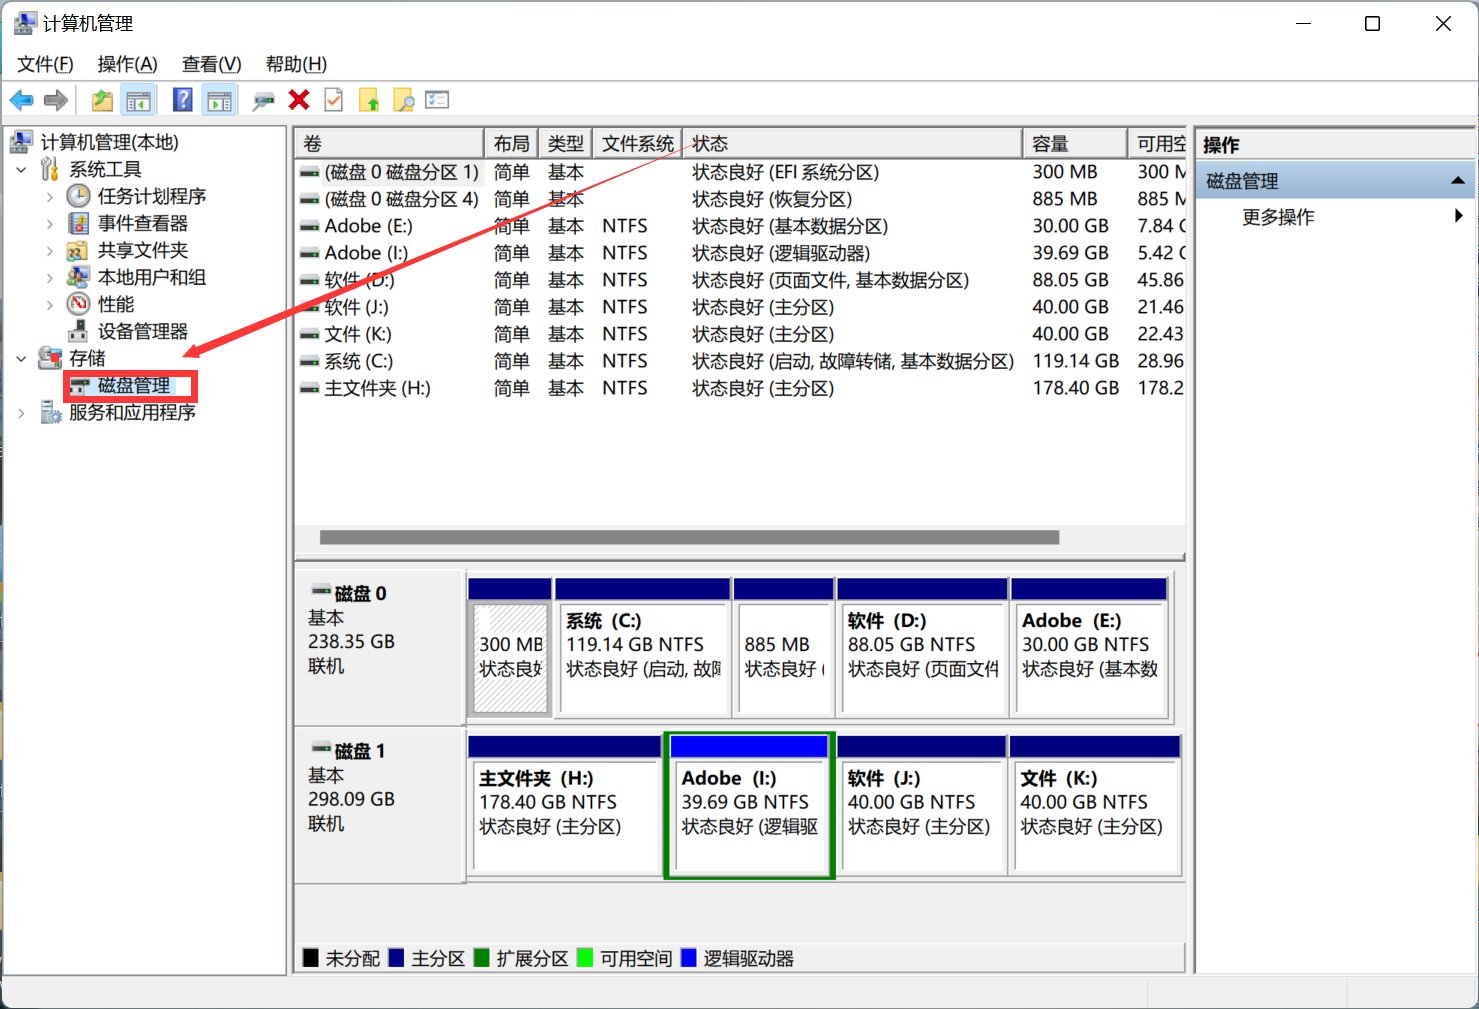 计算机管理
文件(F) 操作(A) 查看(V) 帮助(H)
计算机管理(本地)
系统工具
任务计划程序
事件查看器
共享文件夹
本地用户和组
性能
设备管理器
存储
磁盘管理
服务和应用程序
卷 布局 类型 文件系统 状态 容量 可用空
(磁盘 0 磁盘分区 1) 简单 基本 状态良好 (EFI 系统分区) 300 MB 300 M
(磁盘 0 磁盘分区 4) 简单 基本 状态良好 (恢复分区) 885 MB 885 M
Adobe (E:) 简单 基本 NTFS 状态良好 (基本数据分区) 30.00 GB 7.84 G
Adobe (I:) 简单 基本 NTFS 状态良好 (逻辑驱动器) 39.69 GB 5.42 G
软件 (D:) 简单 基本 NTFS 状态良好 (页面文件, 基本数据分区) 88.05 GB 45.86
软件 (J:) 简单 基本 NTFS 状态良好 (主分区) 40.00 GB 21.46
文件 (K:) 简单 基本 NTFS 状态良好 (主分区) 40.00 GB 22.43
系统 (C:) 简单 基本 NTFS 状态良好 (启动, 故障转储, 基本数据分区) 119.14 GB 28.96
主文件夹 (H:) 简单 基本 NTFS 状态良好 (主分区) 178.40 GB 178.2
磁盘 0
基本
238.35 GB
联机
300 MB
状态良好
系统 (C:)
119.14 GB NTFS
状态良好 (启动, 故障
885 MB
状态良好 (
软件 (D:)
88.05 GB NTFS
状态良好 (页面文件
Adobe (E:)
30.00 GB NTFS
状态良好 (基本数
磁盘 1
基本
298.09 GB
联机
主文件夹 (H:)
178.40 GB NTFS
状态良好 (主分区)
Adobe (I:)
39.69 GB NTFS
状态良好 (逻辑驱
软件 (J:)
40.00 GB NTFS
状态良好 (主分区)
文件 (K:)
40.00 GB NTFS
状态良好 (主分区)
未分配 主分区 扩展分区 可用空间 逻辑驱动器
操作
磁盘管理
更多操作